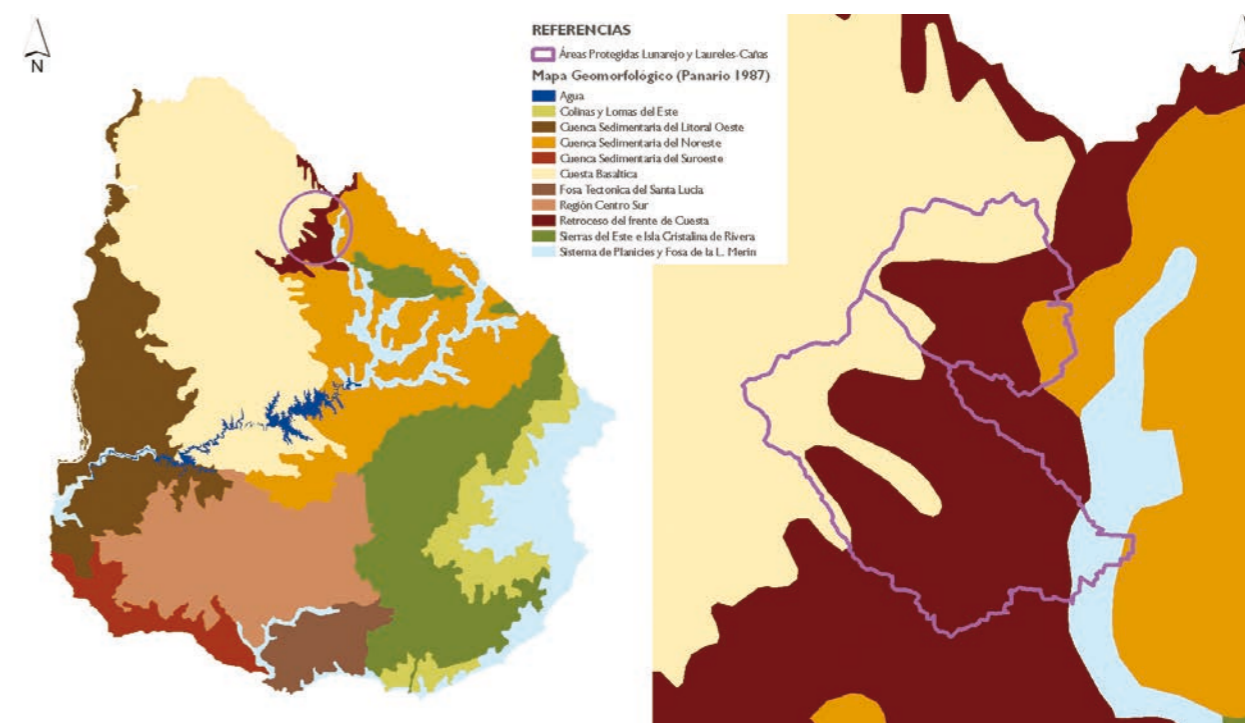 N
REFERENCIAS
Áreas Protegidas Lunarejo y Laureles-Cañas
Mapa Geomorfológico (Panario 1987)
Agua
Colinas y Lomas del Este
Cuenca Sedimentaria del Litoral Oeste
Cuenca Sedimentaria del Noreste
Cuenca Sedimentaria del Suroeste
Cuesta Basaltica
Fosa Tectonica del Santa Lucía
Región Centro Sur
Retroceso del frente de Cuesta
Sierras del Este e Isla Cristalina de Rivera
Sistema de Planicies y Fosa de la L. Merin
N